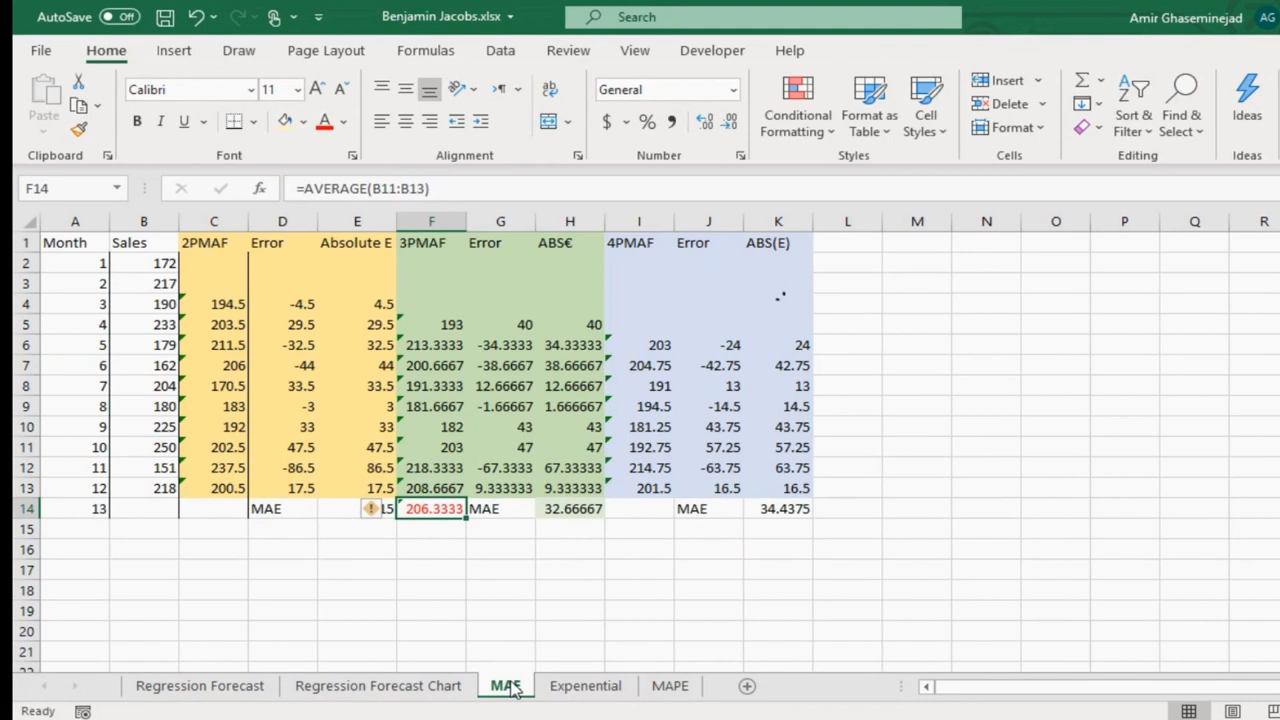 AutoSave Off Benjamin Jacobs.xlsx Search Amir Ghaseminejad AG
File Home Insert Draw Page Layout Formulas Data Review View Developer Help
Paste Calibri 11 General $ % Conditional Formatting Format as Table Cell Styles Insert Delete Format Sort & Filter Find & Select Ideas
Clipboard Font Alignment Number Styles Cells Editing Ideas
F14 fx =AVERAGE(B11:B13)
A B C D E F G H I J K L M N O P Q R
1 Month Sales 2PMAF Error Absolute E 3PMAF Error ABS€ 4PMAF Error ABS(E)
2 1 172
3 2 217
4 3 190 194.5 -4.5 4.5
5 4 233 203.5 29.5 29.5 193 40 40
6 5 179 211.5 -32.5 32.5 213.3333 -34.3333 34.33333 203 -24 24
7 6 162 206 -44 44 200.6667 -38.6667 38.66667 204.75 -42.75 42.75
8 7 204 170.5 33.5 33.5 191.3333 12.66667 12.66667 191 13 13
9 8 180 183 -3 3 181.6667 -1.66667 1.666667 194.5 -14.5 14.5
10 9 225 192 33 33 182 43 43 181.25 43.75 43.75
11 10 250 202.5 47.5 47.5 203 47 47 192.75 57.25 57.25
12 11 151 237.5 -86.5 86.5 218.3333 -67.3333 67.33333 214.75 -63.75 63.75
13 12 218 200.5 17.5 17.5 208.6667 9.333333 9.333333 201.5 16.5 16.5
14 13 MAE 206.3333 MAE 32.66667 MAE 34.4375
15
16
17
18
19
20
21
Regression Forecast Regression Forecast Chart Expenential MAPE
Ready